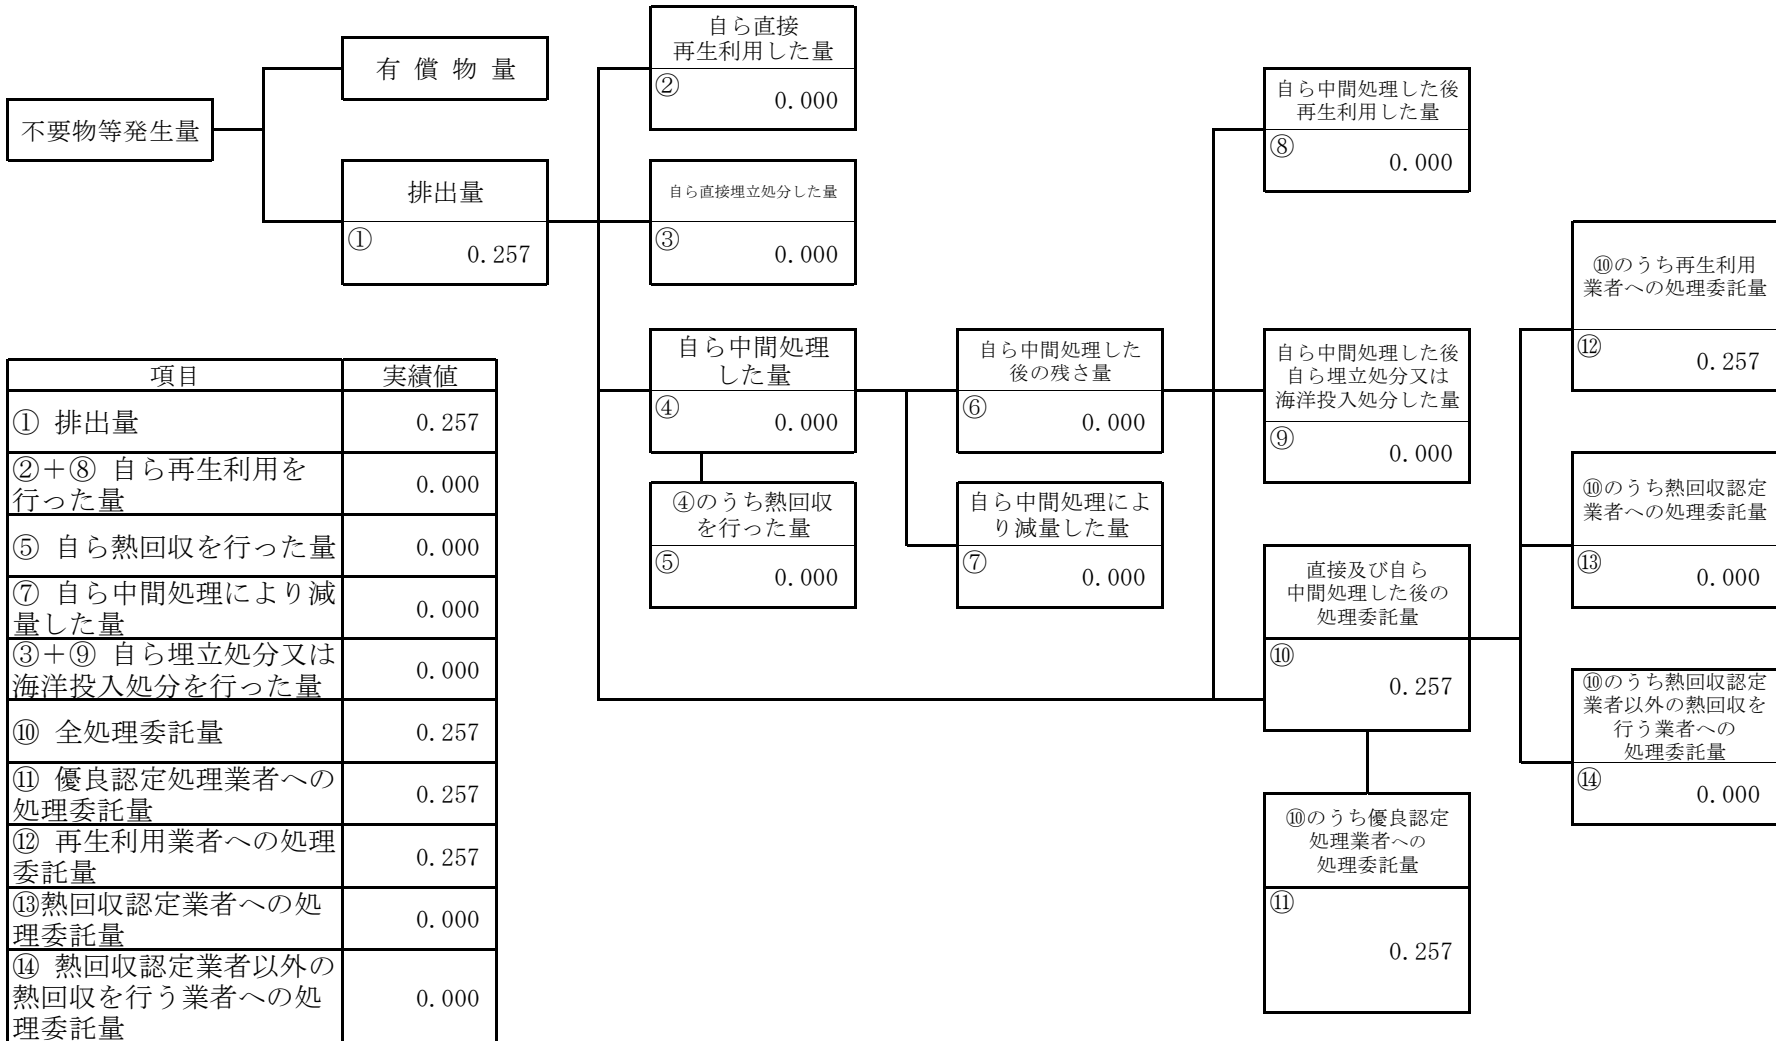 不要物等発生量
有 償 物 量
排出量
①
0.257
自ら直接
再生利用した量
②
0.000
自ら直接埋立処分した量
③
0.000
自ら中間処理
した量
④
0.000
④のうち熱回収
を行った量
⑤
0.000
自ら中間処理した
後の残さ量
⑥
0.000
自ら中間処理によ
り減量した量
⑦
0.000
自ら中間処理した後
再生利用した量
⑧
0.000
自ら中間処理した後
自ら埋立処分又は
海洋投入処分した量
⑨
0.000
直接及び自ら
中間処理した後の
処理委託量
⑩
0.257
⑩のうち優良認定
処理業者への
処理委託量
⑪
0.257
⑩のうち再生利用
業者への処理委託量
⑫
0.257
⑩のうち熱回収認定
業者への処理委託量
⑬
0.000
⑩のうち熱回収認定
業者以外の熱回収を
行う業者への
処理委託量
⑭
0.000
項目 実績値
① 排出量 0.257
②＋⑧ 自ら再生利用を
行った量 0.000
⑤ 自ら熱回収を行った量 0.000
⑦ 自ら中間処理により減
量した量 0.000
③＋⑨ 自ら埋立処分又は
海洋投入処分を行った量 0.000
⑩ 全処理委託量 0.257
⑪ 優良認定処理業者への
処理委託量 0.257
⑫ 再生利用業者への処理
委託量 0.257
⑬熱回収認定業者への処
理委託量 0.000
⑭ 熱回収認定業者以外の
熱回収を行う業者への処
理委託量 0.000